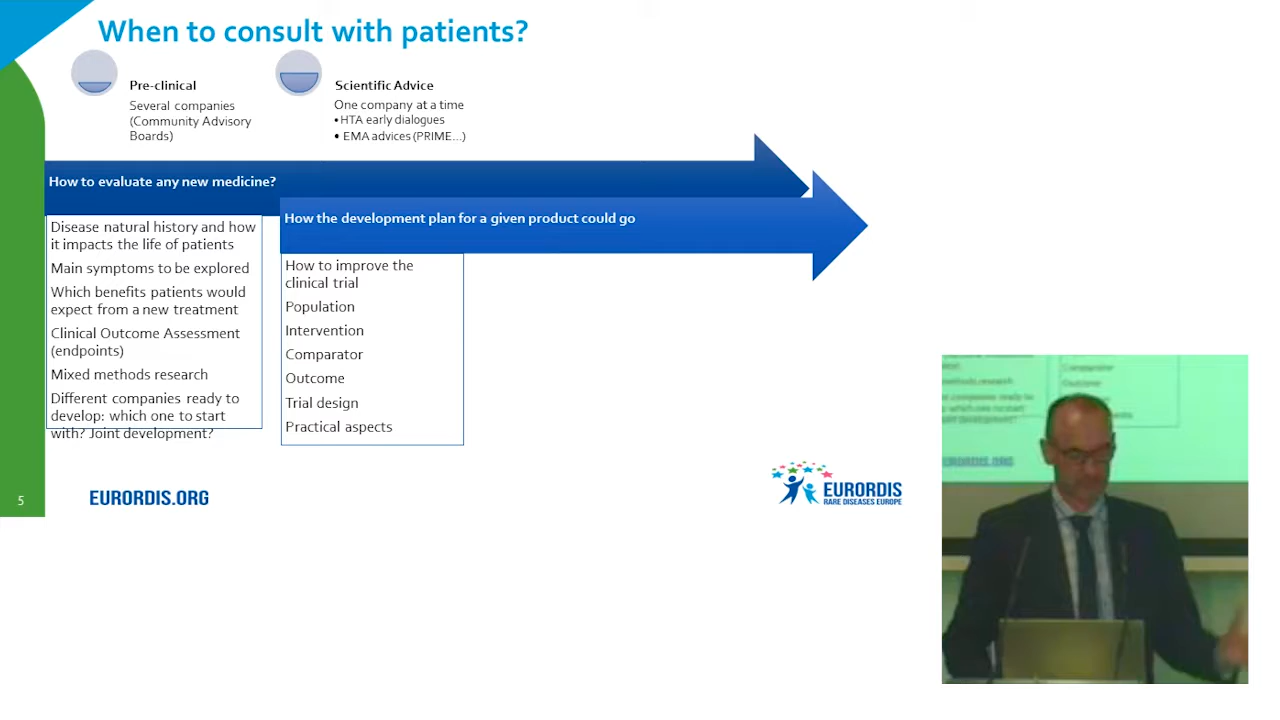 When to consult with patients?
Pre-clinical
Several companies
(Community Advisory
Boards)
Scientific Advice
One company at a time
•HTA early dialogues
• EMA advices (PRIME...)
How to evaluate any new medicine?
Disease natural history and how
it impacts the life of patients
Main symptoms to be explored
Which benefits patients would
expect from a new treatment
Clinical Outcome Assessment
(endpoints)
Mixed methods research
Different companies ready to
develop: which one to start
with? Joint development?
How the development plan for a given product could go
How to improve the
clinical trial
Population
Intervention
Comparator
Outcome
Trial design
Practical aspects
5
EURORDIS.ORG
EURORDIS
RARE DISEASES EUROPE
Comparator
Outcome